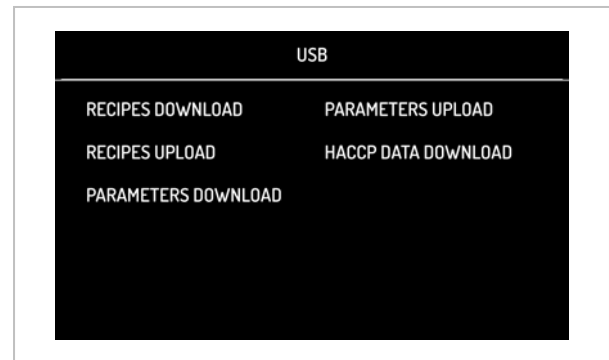 USB
RECIPES DOWNLOAD
RECIPES UPLOAD
PARAMETERS DOWNLOAD
PARAMETERS UPLOAD
HACCP DATA DOWNLOAD